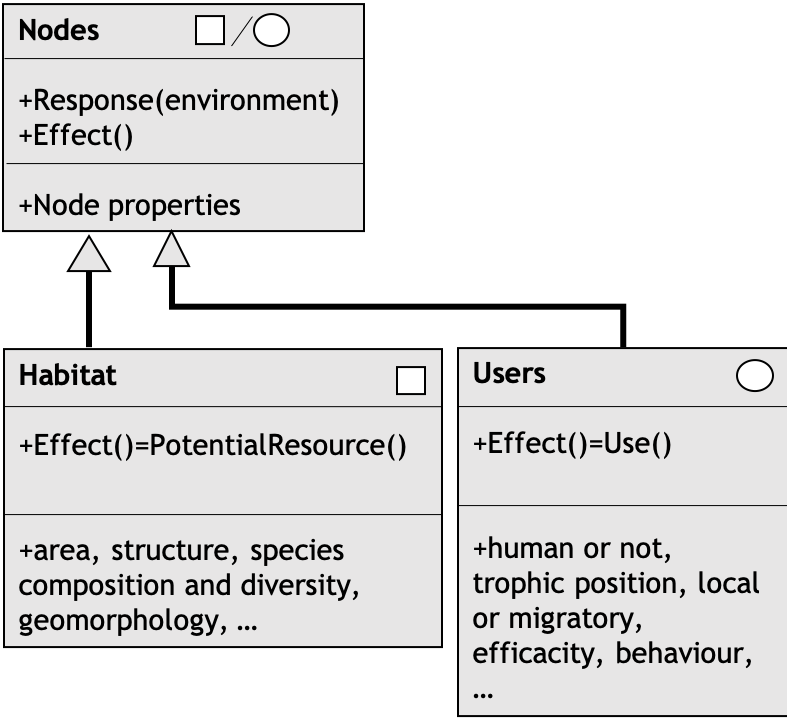 Nodes
+Response(environment)
+Effect()
+Node properties
Habitat
+Effect()=PotentialResource()
+area, structure, species
composition and diversity,
geomorphology, …
Users
+Effect()=Use()
+human or not,
trophic position, local
or migratory,
efficacity, behaviour,
…